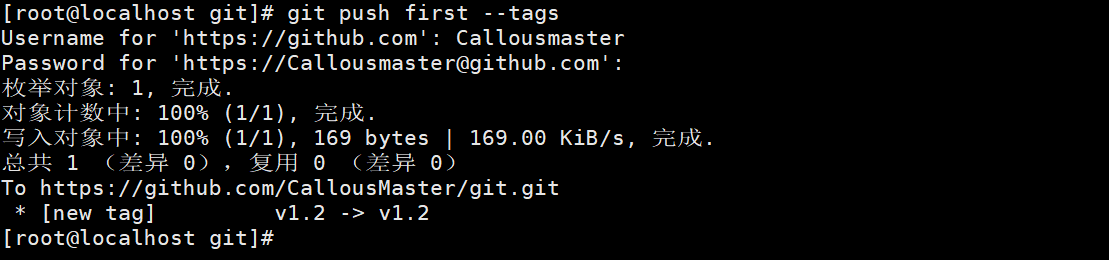 [root@localhost git]# git push first --tags
Username for 'https://github.com': Callousmaster
Password for 'https://Callousmaster@github.com':
枚举对象: 1, 完成.
对象计数中: 100% (1/1), 完成.
写入对象中: 100% (1/1), 169 bytes | 169.00 KiB/s, 完成.
总共 1 （差异 0），复用 0 （差异 0）
To https://github.com/CallousMaster/git.git
 * [new tag]         v1.2 -> v1.2
[root@localhost git]#